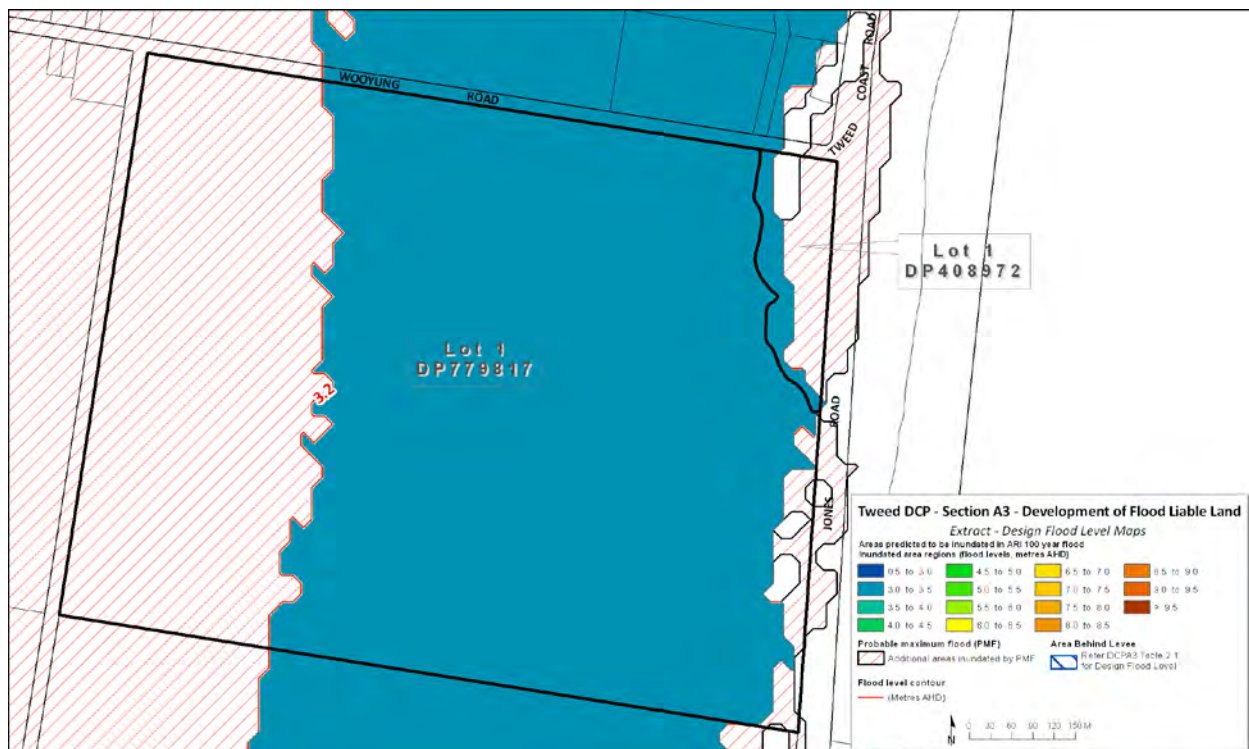 WOOYUNG ROAD
TWEED COAST ROAD
Lot 1
DP408972
Lot 1
DP779817
3.2
JONES ROAD
Tweed DCP - Section A3 - Development of Flood Liable Land
Extract - Design Flood Level Maps
Areas predicted to be inundated in ARI 100 year flood
Inundated area regions (flood levels, metres AHD)
0.5 to 3.0 4.5 to 5.0 6.5 to 7.0 8.5 to 9.0
3.0 to 3.5 5.0 to 5.5 7.0 to 7.5 9.0 to 9.5
3.5 to 4.0 5.5 to 6.0 7.5 to 8.0 > 9.5
4.0 to 4.5 6.0 to 6.5 8.0 to 8.5
Probable maximum flood (PMF) Area Behind Levee
Additional areas inundated by PMF Refer DCPA3 Table 2.1
for Design Flood Level
Flood level contour
(Metres AHD)
N
0 30 60 90 120 150 M